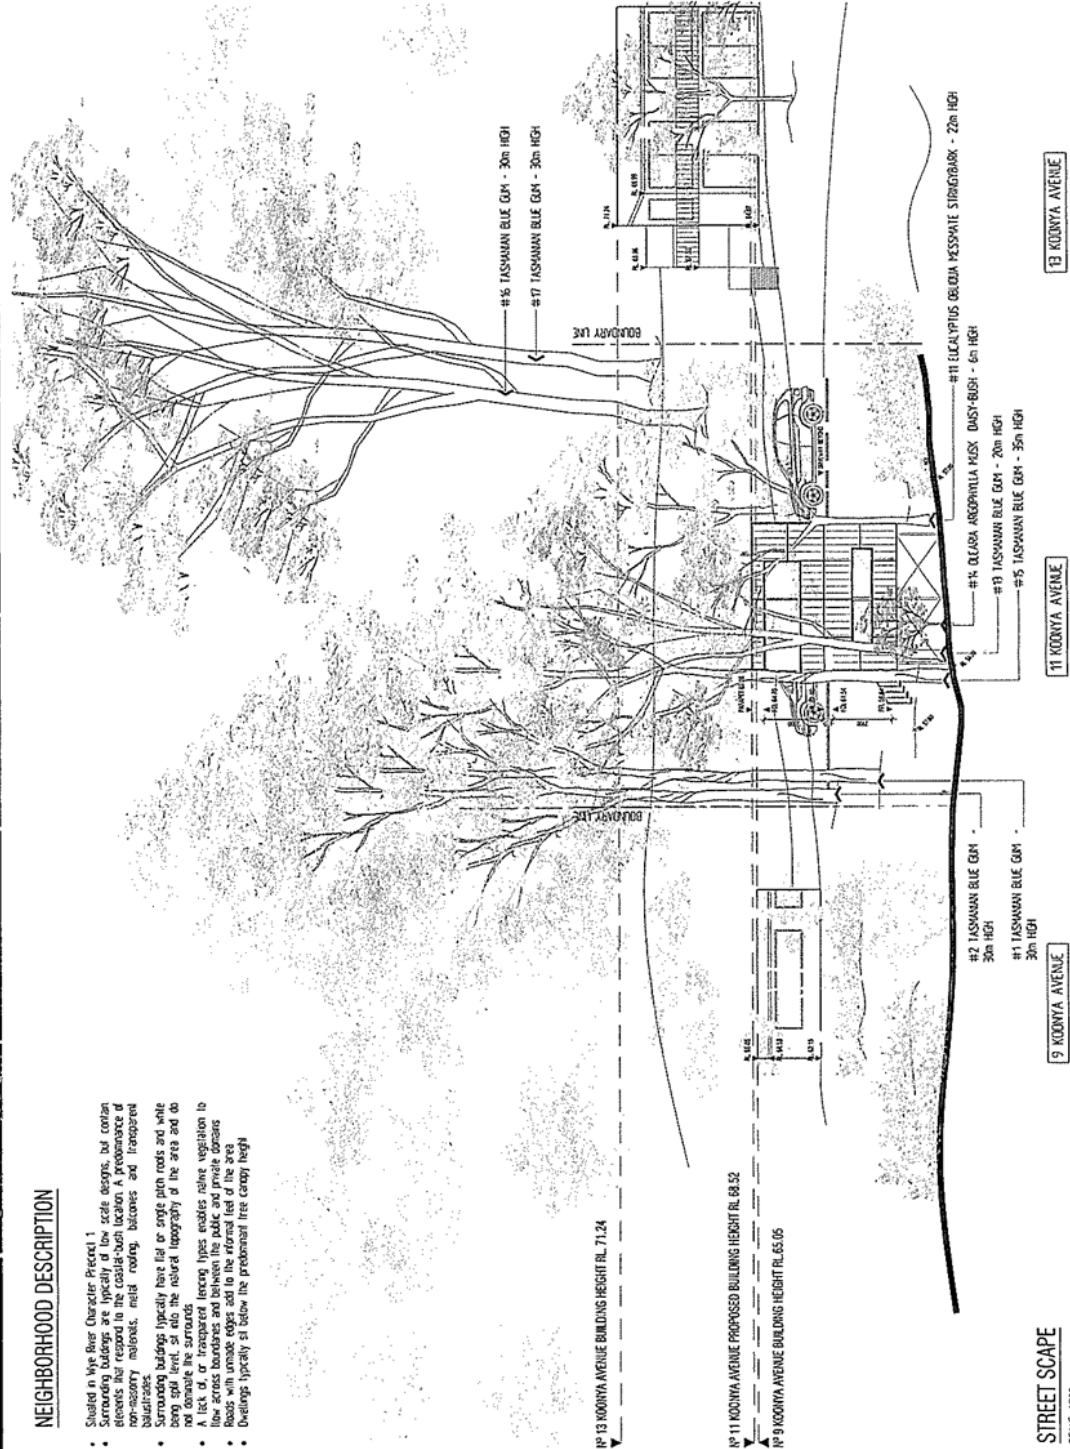 NEIGHBORHOOD DESCRIPTION
• Situated in Wye River Character Precinct 1
• Surrounding buildings are typically of low scale designs, but contain
elements that respond to the coastal-bush location. A predominance of
non-masonry materials, metal roofing, balconies and transparent
balustrades.
• Surrounding buildings typically have flat or single pitch roofs and while
being split level, sit into the natural topography of the area and do
not dominate the surrounds
• A lack of, or transparent fencing types enables native vegetation to
flow across boundaries and between the public and private domains
• Roads with unmade edges add to the informal feel of the area
• Dwellings typically sit below the predominant tree canopy height
#16 TASMANIAN BLUE GUM - 30m HIGH
#17 TASMANIAN BLUE GUM - 30m HIGH
BOUNDARY LINE
BOUNDARY LINE
Nº 13 KOONYA AVENUE BUILDING HEIGHT RL. 71.24
RL. 71.24
Nº 11 KOONYA AVENUE PROPOSED BUILDING HEIGHT RL 68.52
Nº 9 KOONYA AVENUE BUILDING HEIGHT RL.65.05
#11 EUCALYPTUS OBLIQUA MESSMATE STRINGYBARK - 22m HIGH
#14 OLEARIA ARGOPHYLLA MUSK DAISY-BUSH - 6m HIGH
#13 TASMANIAN BLUE GUM - 20m HIGH
#15 TASMANIAN BLUE GUM - 35m HIGH
#2 TASMANIAN BLUE GUM -
30m HIGH
#1 TASMANIAN BLUE GUM -
30m HIGH
9 KOONYA AVENUE
11 KOONYA AVENUE
13 KOONYA AVENUE
STREET SCAPE